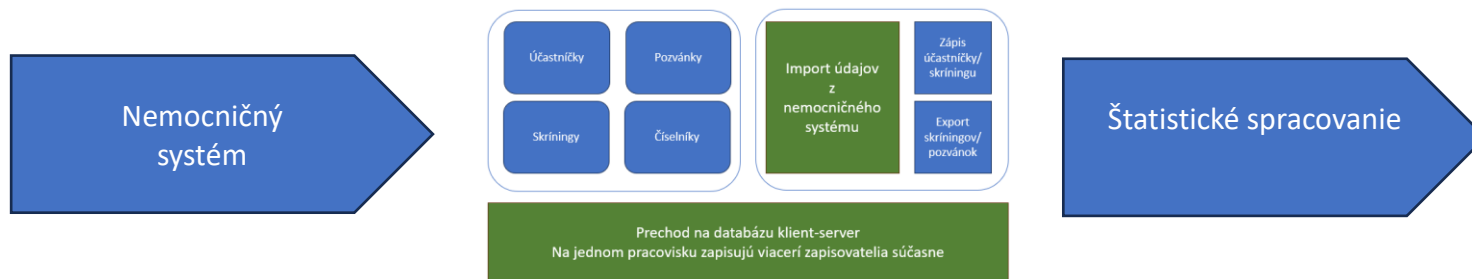 Nemocničný
systém
Účastníčky
Pozvánky
Skríningy
Číselníky
Import údajov
z
nemocničného
systému
Zápis
účastníčky/
skríningu
Export
skríningov/
pozvánok
Prechod na databázu klient-server
Na jednom pracovisku zapisujú viacerí zapisovatelia súčasne
Štatistické spracovanie